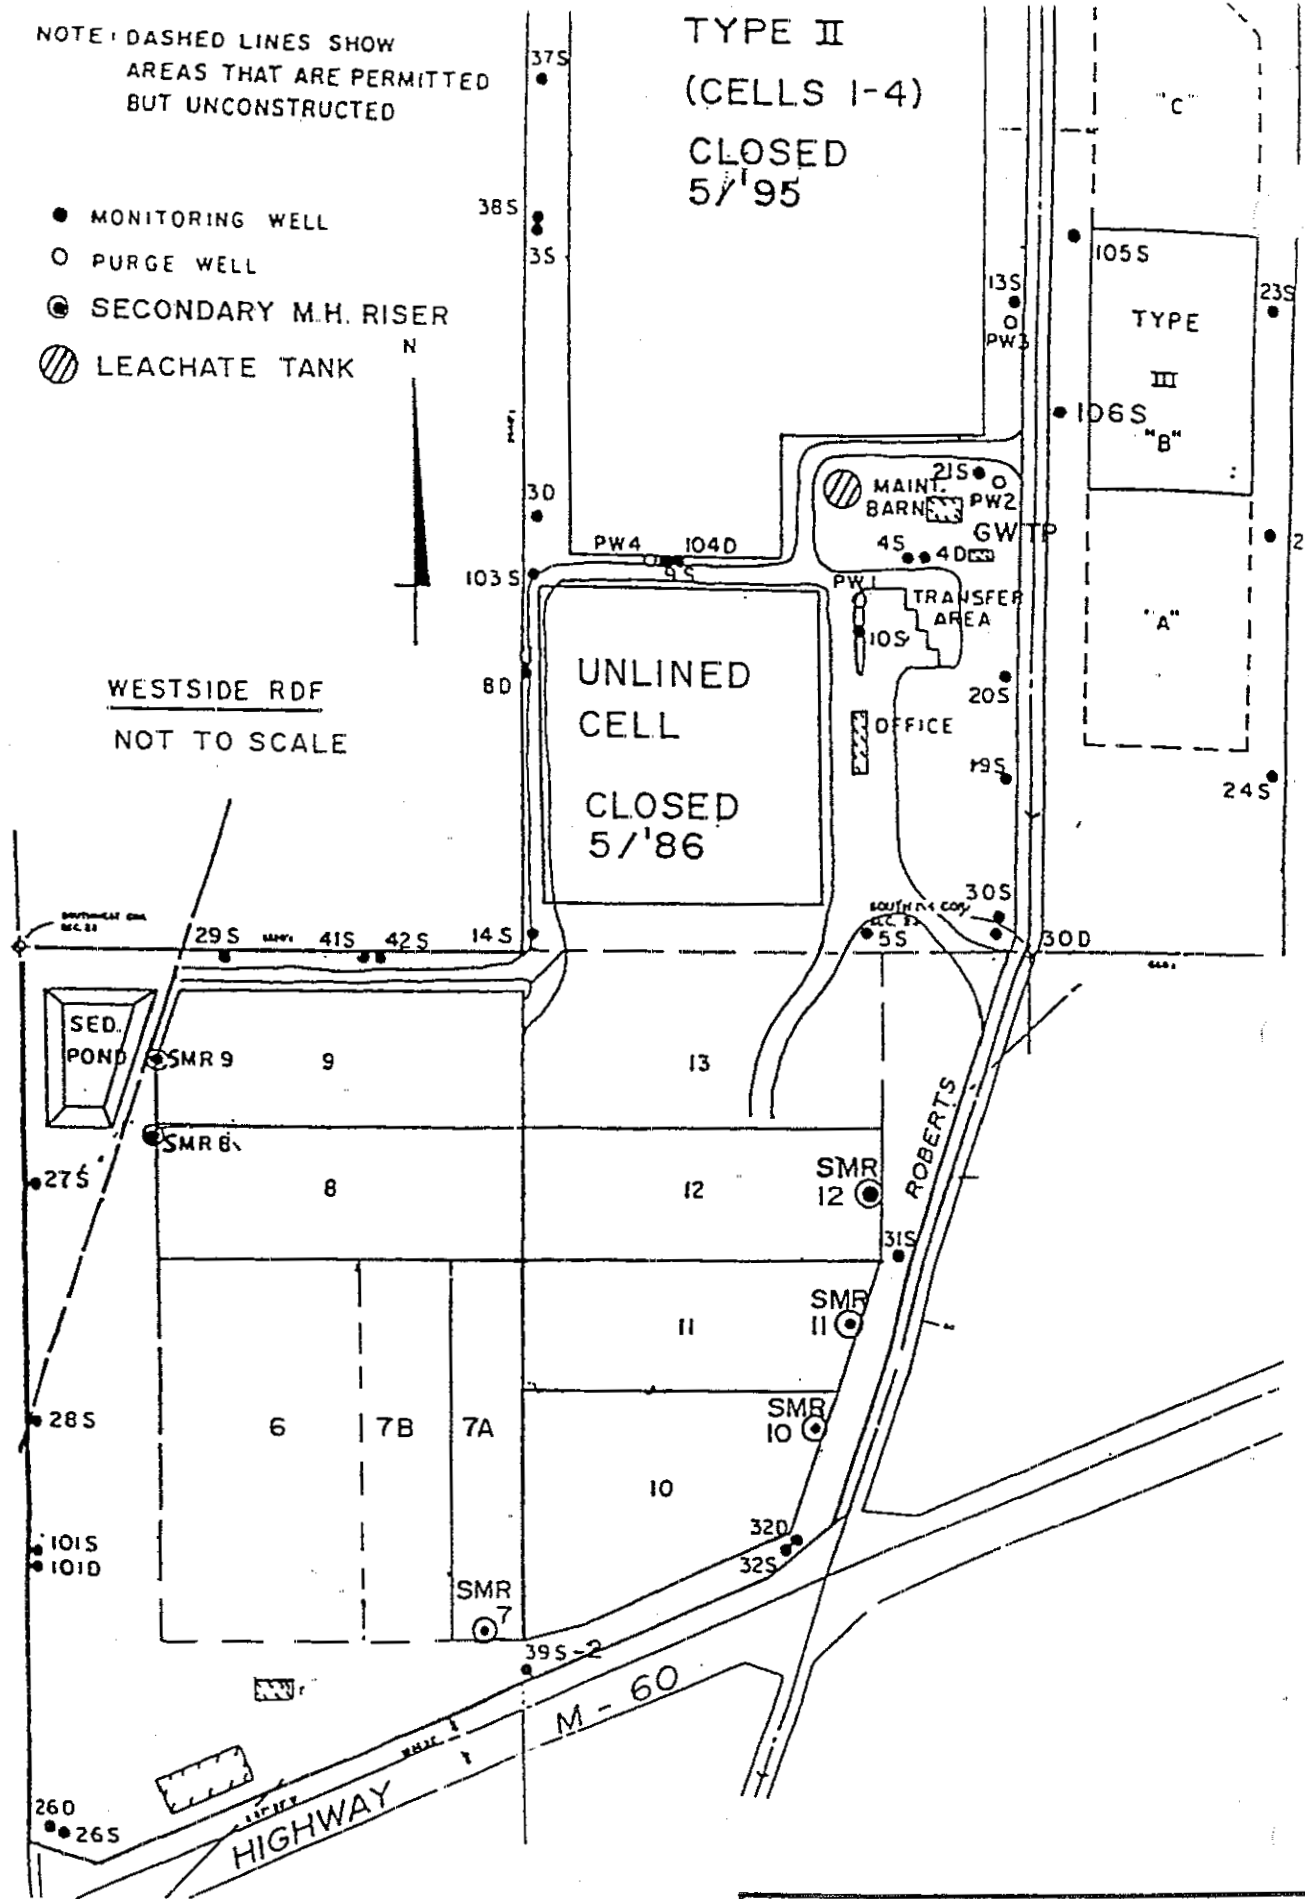 NOTE: DASHED LINES SHOW
AREAS THAT ARE PERMITTED
BUT UNCONSTRUCTED
MONITORING WELL
PURGE WELL
SECONDARY M.H. RISER
LEACHATE TANK
N
WESTSIDE RDF
NOT TO SCALE
TYPE II
(CELLS 1-4)
CLOSED
5/'95
37S
38S
3S
"C"
105S
13S
PW3
23S
TYPE
III
"B"
106S
21S
MAINT.
BARN
PW2
GWTP
3D
PW4
104D
9S
4S
4D
103S
PW1
TRANSFER
AREA
10S
"A"
2
8D
UNLINED
CELL
CLOSED
5/'86
20S
OFFICE
19S
24S
30S
29S
41S
42S
14S
5S
30D
SED.
POND
SMR 9
9
13
SMR 8
27S
8
12
SMR
12
ROBERTS
31S
SMR
11
11
28S
6
7B
7A
SMR
10
10
101S
101D
32D
32S
SMR
7
39S-2
HIGHWAY M-60
26D
26S